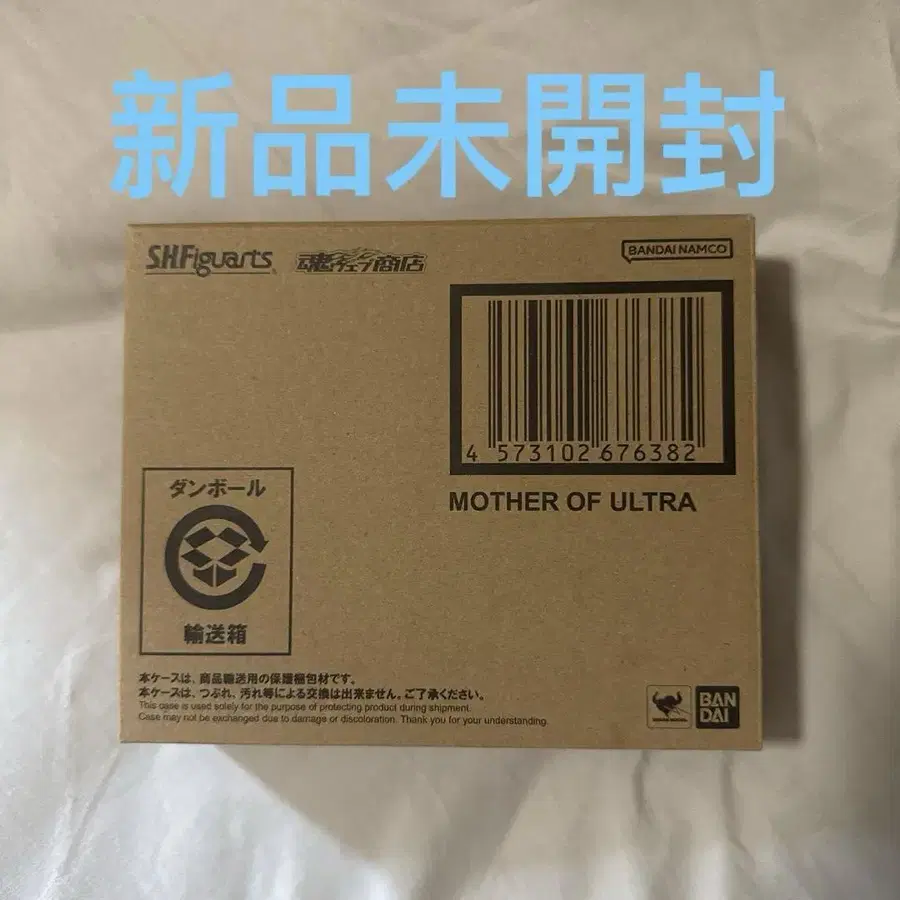 新品未開封
S.H.Figuarts 魂ウェブ商店 BANDAI NAMCO
4 573102 676382
MOTHER OF ULTRA
ダンボール
輸送箱
本ケースは、商品輸送用の保護梱包材です。
本ケースは、つぶれ、汚れ等による交換は出来ません。ご了承ください。
This case is used solely for the purpose of protecting product during shipment.
Case may not be exchanged due to damage or discoloration. Thank you for your understanding.
BAN
DAI